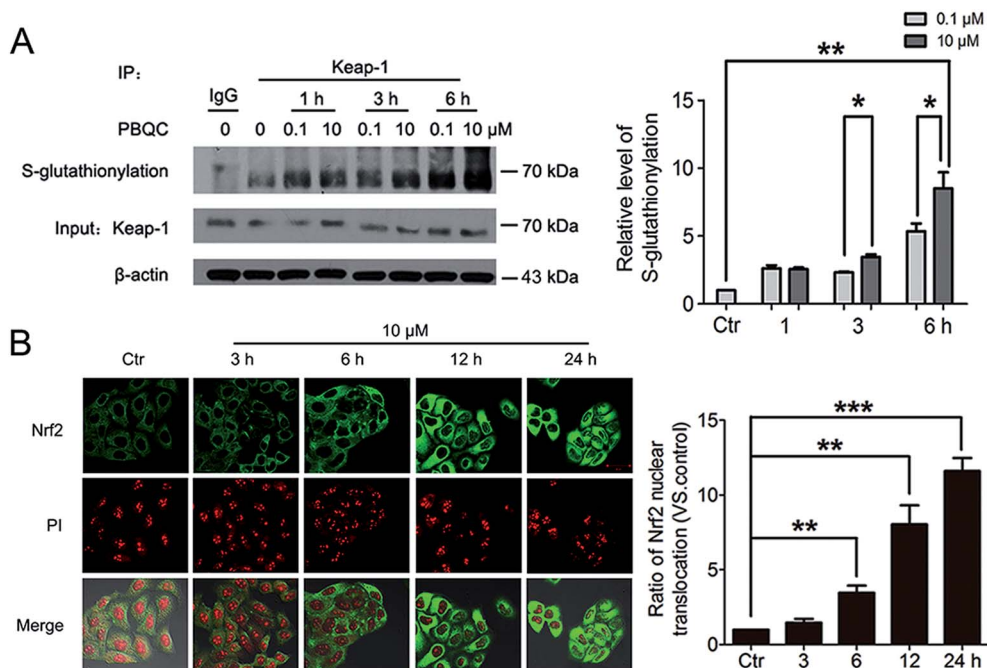 A
IP:
Keap-1
IgG
1 h
3 h
6 h
PBQC
0
0
0.1
10
0.1
10
0.1
10 μM
S-glutathionylation
70 kDa
Input: Keap-1
70 kDa
β-actin
43 kDa
0.1 μM
10 μM
**
*
*
15
10
5
0
Relative level of
S-glutathionylation
Ctr
1
3
6 h
B
10 μM
Ctr
3 h
6 h
12 h
24 h
Nrf2
PI
Merge
***
**
**
15
10
5
0
Ratio of Nrf2 nuclear
translocation (VS.control)
Ctr
3
6
12
24 h